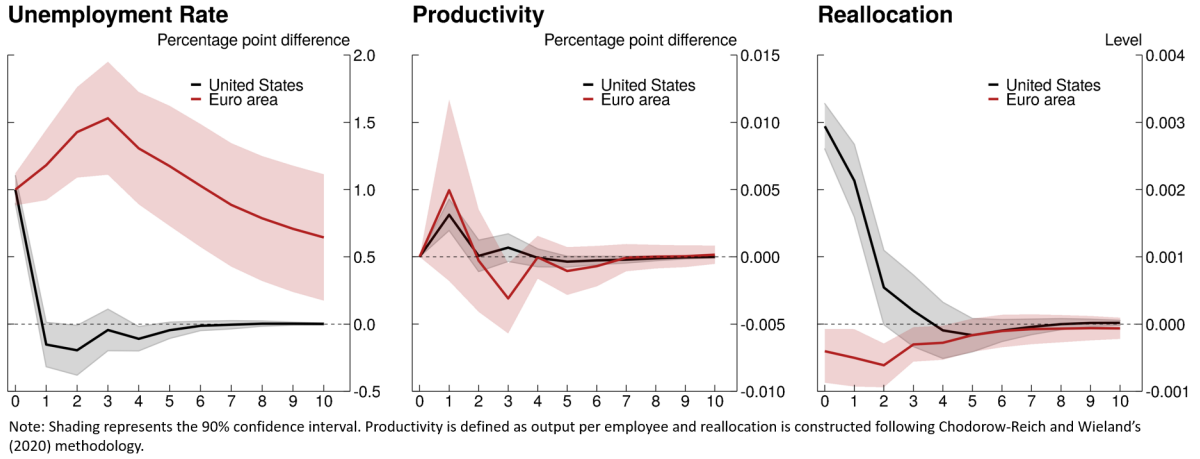 Unemployment Rate
Percentage point difference
2.0
1.5
1.0
0.5
0.0
-0.5
United States
Euro area
0 1 2 3 4 5 6 7 8 9 10
Productivity
Percentage point difference
0.015
0.010
0.005
0.000
-0.005
-0.010
United States
Euro area
0 1 2 3 4 5 6 7 8 9 10
Reallocation
Level
0.004
0.003
0.002
0.001
0.000
-0.001
United States
Euro area
0 1 2 3 4 5 6 7 8 9 10
Note: Shading represents the 90% confidence interval. Productivity is defined as output per employee and reallocation is constructed following Chodorow-Reich and Wieland’s
(2020) methodology.